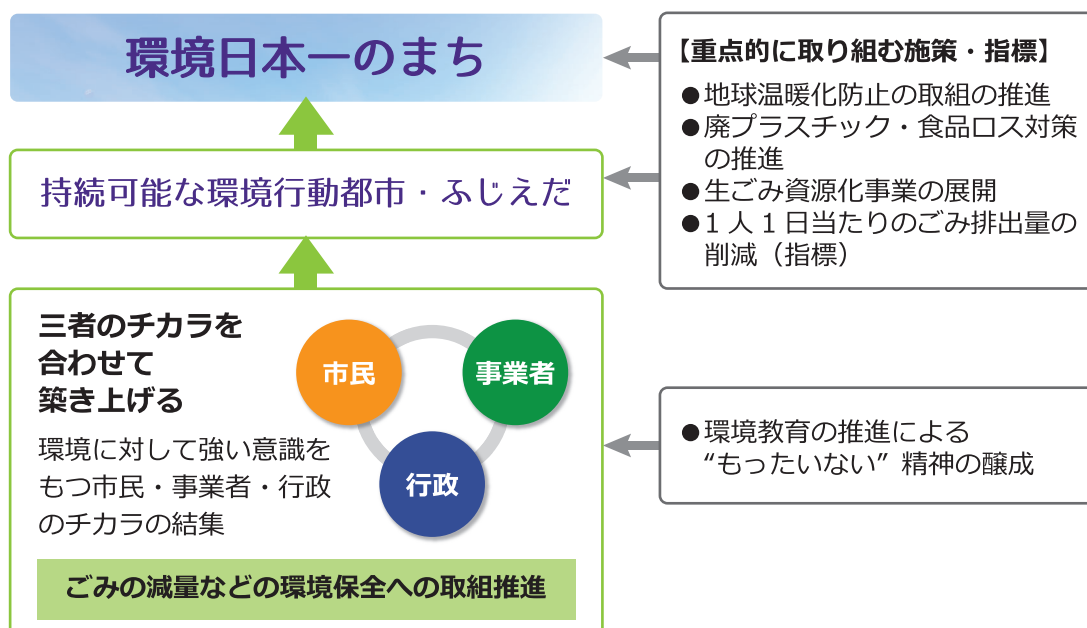 環境日本一のまち
持続可能な環境行動都市・ふじえだ
三者のチカラを
合わせて
築き上げる
環境に対して強い意識を
もつ市民・事業者・行政
のチカラの結集
市民
事業者
行政
ごみの減量などの環境保全への取組推進
【重点的に取り組む施策・指標】
●地球温暖化防止の取組の推進
●廃プラスチック・食品ロス対策
の推進
●生ごみ資源化事業の展開
●1人1日当たりのごみ排出量の
削減（指標）
●環境教育の推進による
“もったいない” 精神の醸成